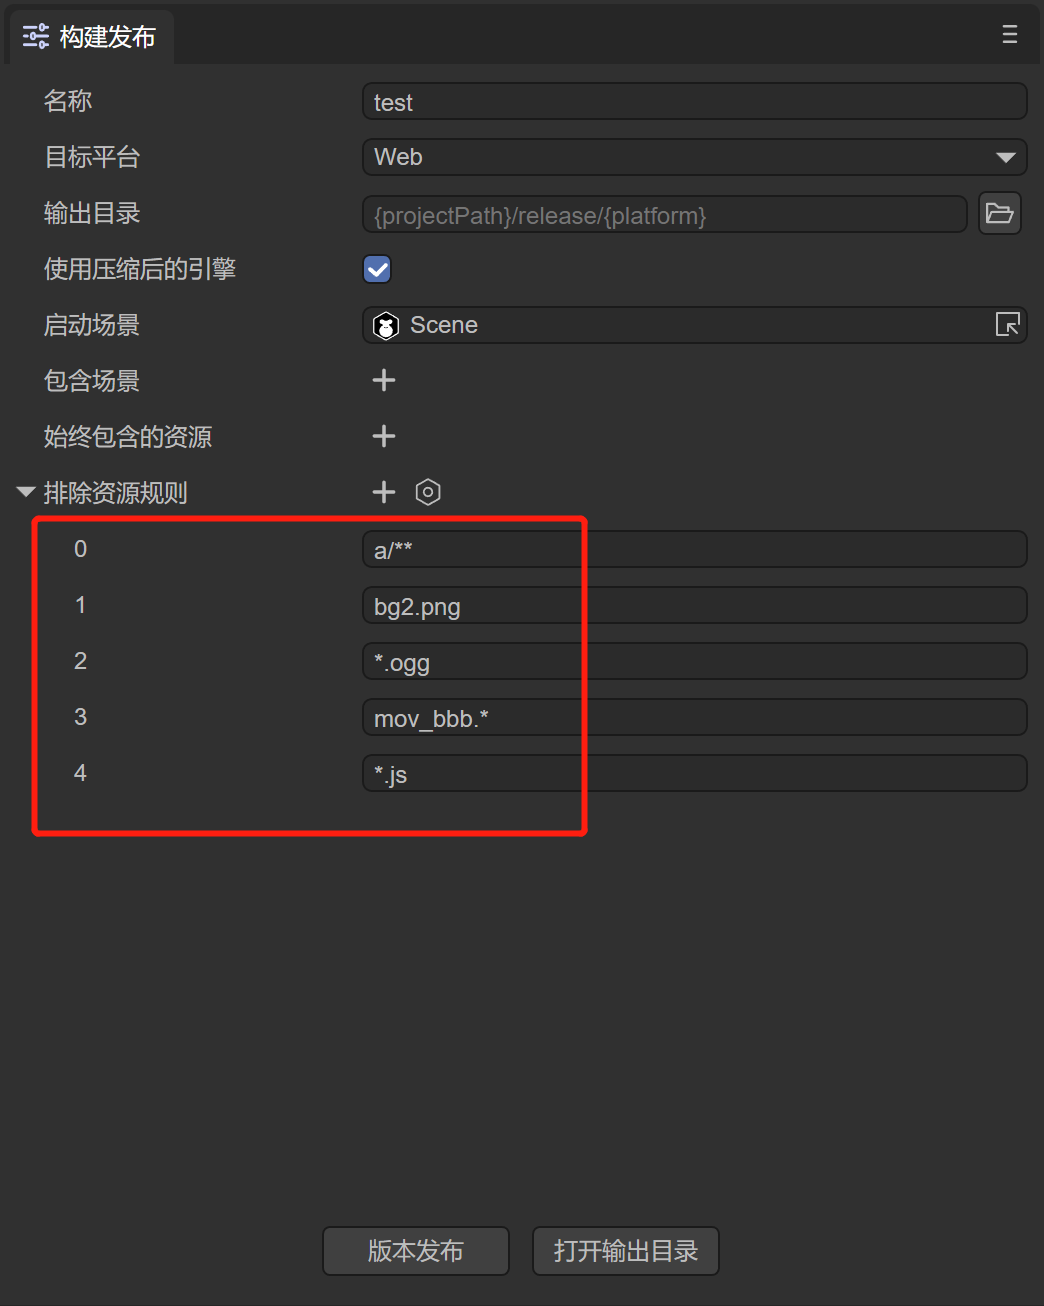 构建发布
名称 test
目标平台 Web
输出目录 {projectPath}/release/{platform}
使用压缩后的引擎
启动场景 Scene
包含场景
始终包含的资源
排除资源规则
0 a/**
1 bg2.png
2 *.ogg
3 mov_bbb.*
4 *.js
版本发布 打开输出目录